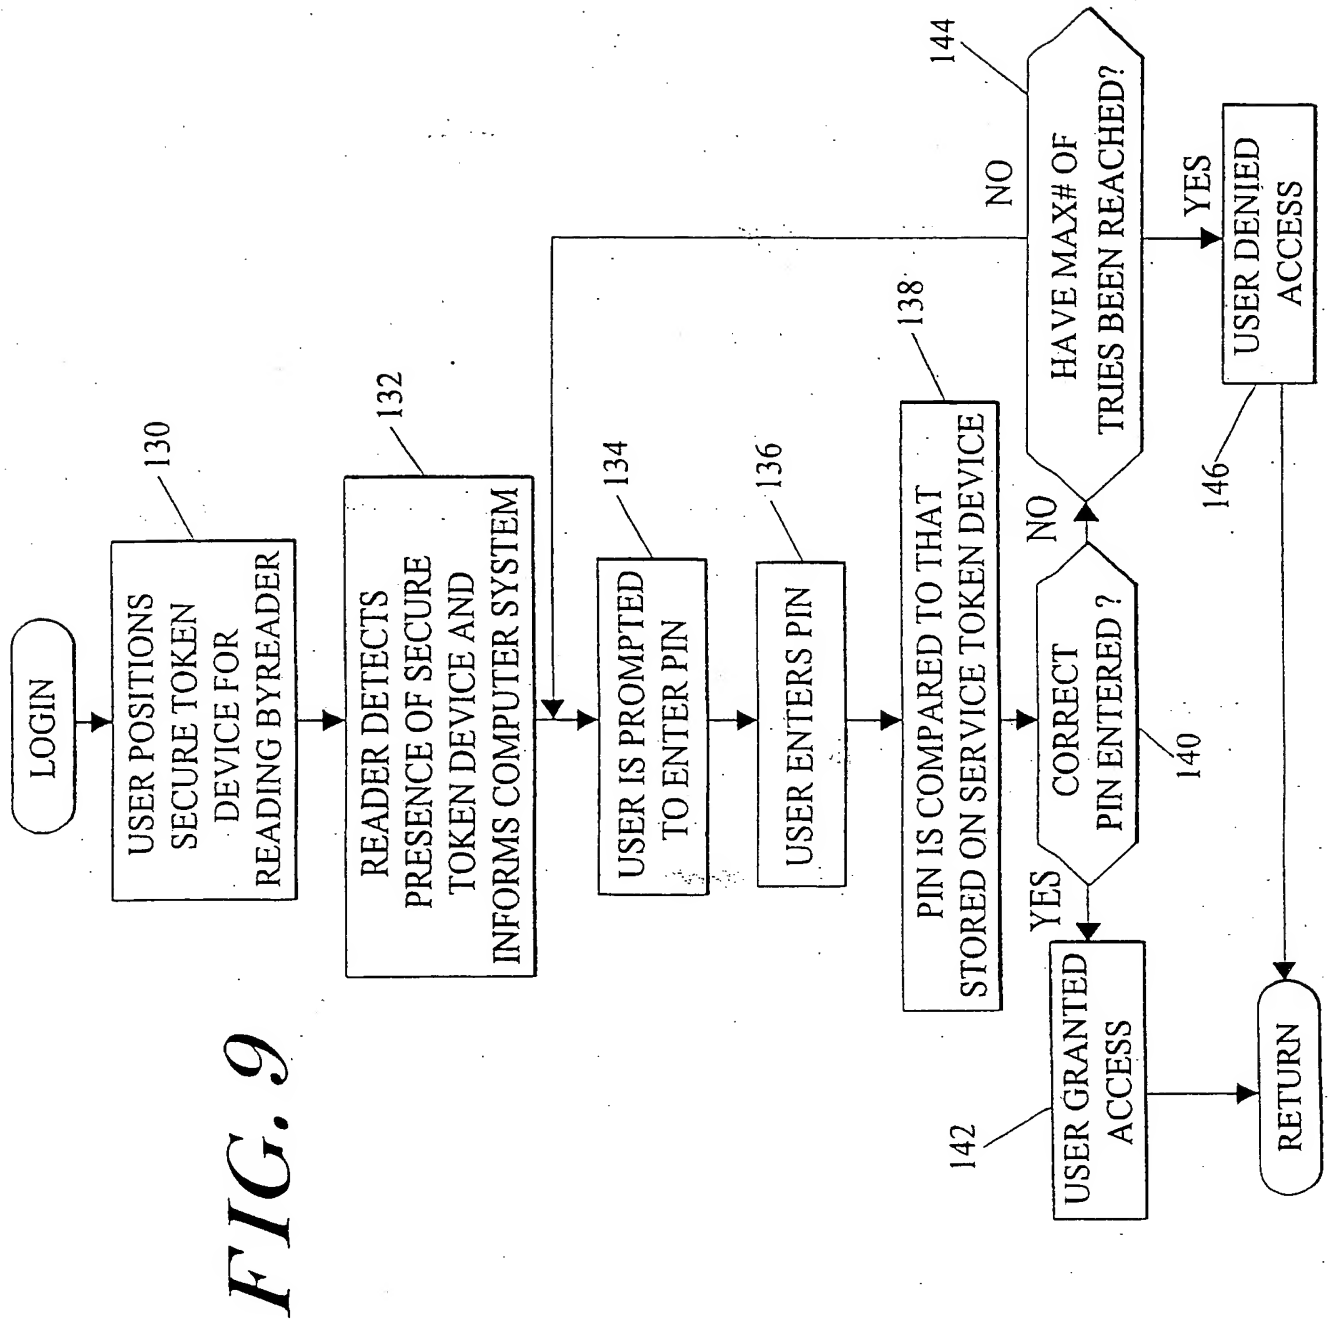 FIG. 9
LOGIN
USER POSITIONS
SECURE TOKEN
DEVICE FOR
READING BYREADER
130
READER DETECTS
PRESENCE OF SECURE
TOKEN DEVICE AND
INFORMS COMPUTER SYSTEM
132
USER IS PROMPTED
TO ENTER PIN
134
USER ENTERS PIN
136
PIN IS COMPARED TO THAT
STORED ON SERVICE TOKEN DEVICE
138
CORRECT
PIN ENTERED ?
140
YES
NO
USER GRANTED
ACCESS
142
HAVE MAX# OF
TRIES BEEN REACHED?
144
NO
YES
USER DENIED
ACCESS
146
RETURN